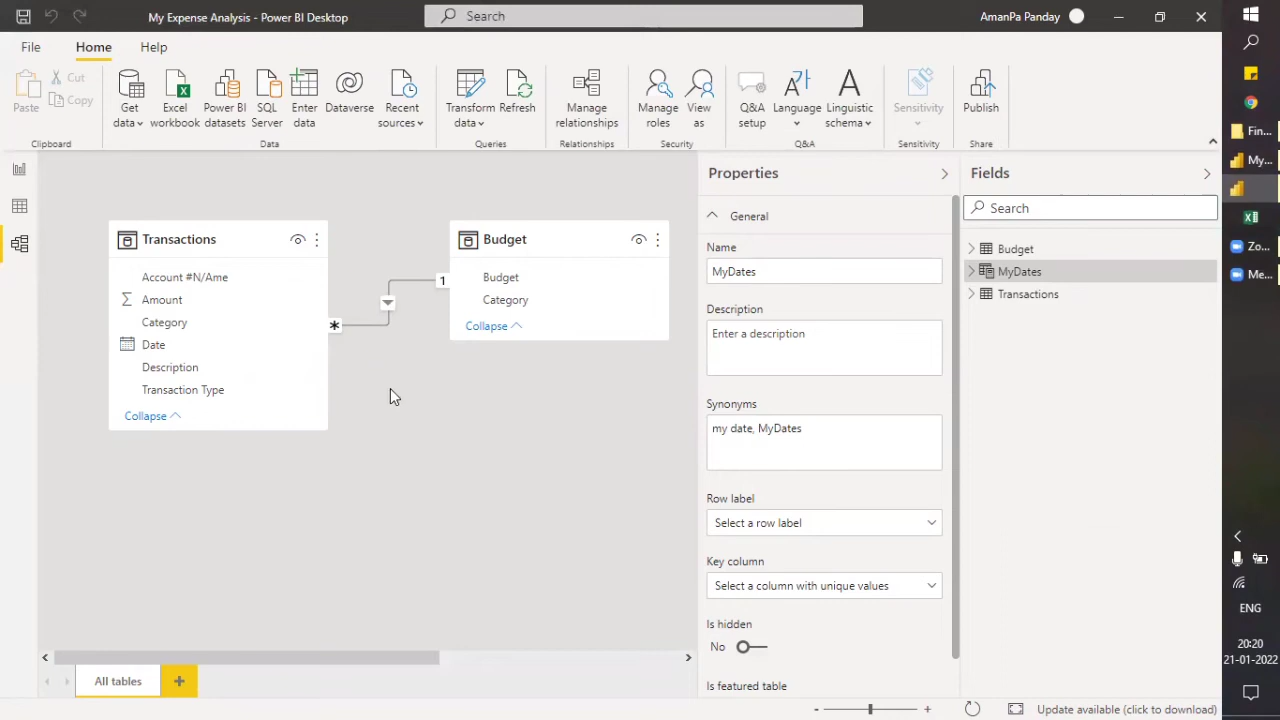 My Expense Analysis - Power BI Desktop
Search
AmanPa Panday
File
Home
Help
Paste
Cut
Copy
Clipboard
Get data
Excel workbook
Power BI datasets
SQL Server
Enter data
Dataverse
Recent sources
Data
Transform data
Refresh
Queries
Manage relationships
Relationships
Manage roles
View as
Security
Q&A setup
Language
Linguistic schema
Q&A
Sensitivity
Sensitivity
Publish
Share
Transactions
Account #N/Ame
Amount
Category
Date
Description
Transaction Type
Collapse
*
1
Budget
Budget
Category
Collapse
All tables
Properties
General
Name
MyDates
Description
Enter a description
Synonyms
my date, MyDates
Row label
Select a row label
Key column
Select a column with unique values
Is hidden
No
Is featured table
Fields
Search
Budget
MyDates
Transactions
Update available (click to download)
Fin...
My...
Zo...
Me...
ENG
20:20
21-01-2022